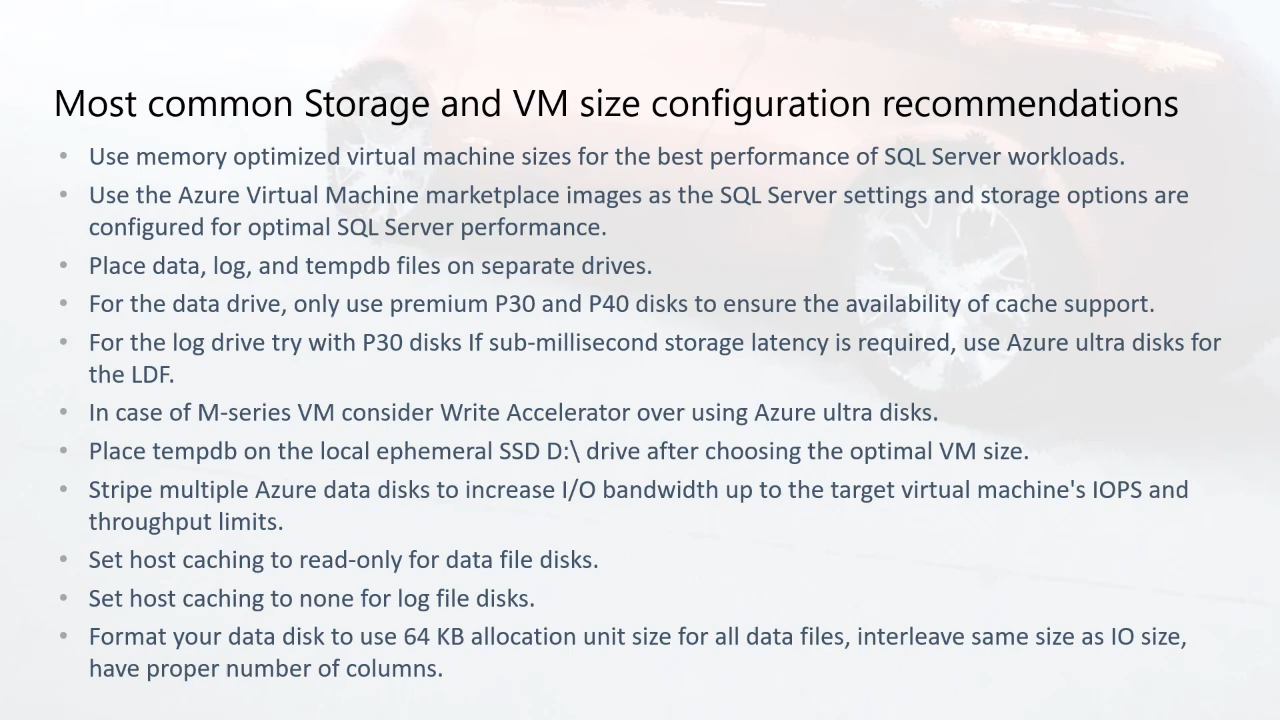 Most common Storage and VM size configuration recommendations
• Use memory optimized virtual machine sizes for the best performance of SQL Server workloads.
• Use the Azure Virtual Machine marketplace images as the SQL Server settings and storage options are
configured for optimal SQL Server performance.
• Place data, log, and tempdb files on separate drives.
• For the data drive, only use premium P30 and P40 disks to ensure the availability of cache support.
• For the log drive try with P30 disks If sub-millisecond storage latency is required, use Azure ultra disks for
the LDF.
• In case of M-series VM consider Write Accelerator over using Azure ultra disks.
• Place tempdb on the local ephemeral SSD D:\ drive after choosing the optimal VM size.
• Stripe multiple Azure data disks to increase I/O bandwidth up to the target virtual machine's IOPS and
throughput limits.
• Set host caching to read-only for data file disks.
• Set host caching to none for log file disks.
• Format your data disk to use 64 KB allocation unit size for all data files, interleave same size as IO size,
have proper number of columns.